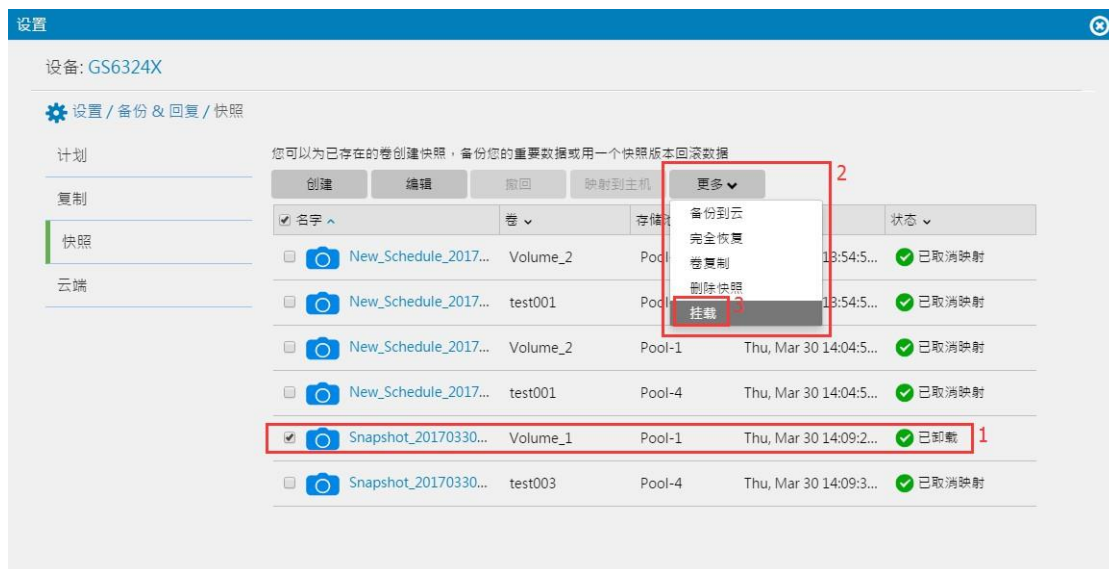 设置
设备: GS6324X
设置 / 备份 & 回复 / 快照
计划
复制
快照
云端
您可以为已存在的卷创建快照，备份您的重要数据或用一个快照版本回滚数据
创建 编辑 撤回 映射到主机 更多 2
名字 卷 存储 状态
备份到云
完全恢复
卷复制
删除快照
挂载 3
New_Schedule_2017... Volume_2 Pool 13:54:5... 已取消映射
New_Schedule_2017... test001 Pool 13:54:5... 已取消映射
New_Schedule_2017... Volume_2 Pool-1 Thu, Mar 30 14:04:5... 已取消映射
New_Schedule_2017... test001 Pool-4 Thu, Mar 30 14:04:5... 已取消映射
Snapshot_20170330... Volume_1 Pool-1 Thu, Mar 30 14:09:2... 已卸载 1
Snapshot_20170330... test003 Pool-4 Thu, Mar 30 14:09:3... 已取消映射